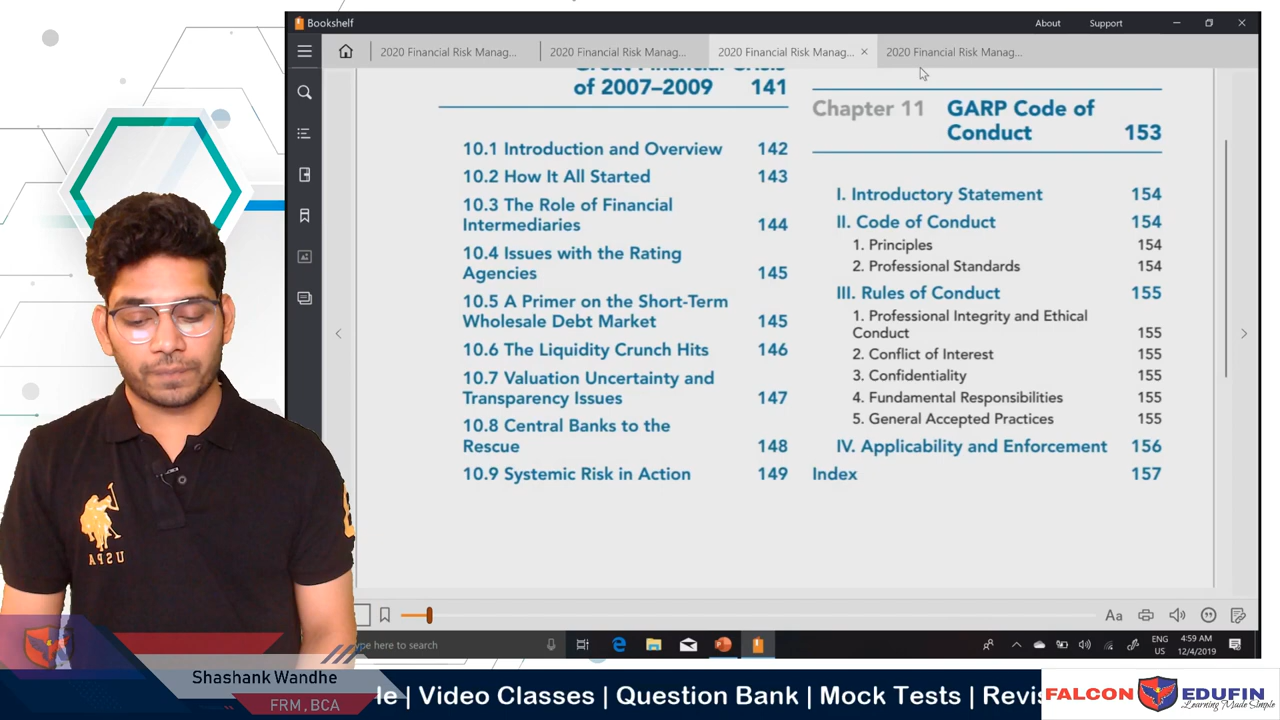 Bookshelf
About
Support
2020 Financial Risk Manag...
2020 Financial Risk Manag...
2020 Financial Risk Manag...
2020 Financial Risk Manag...
of 2007–2009 141
10.1 Introduction and Overview 142
10.2 How It All Started 143
10.3 The Role of Financial
Intermediaries 144
10.4 Issues with the Rating
Agencies 145
10.5 A Primer on the Short-Term
Wholesale Debt Market 145
10.6 The Liquidity Crunch Hits 146
10.7 Valuation Uncertainty and
Transparency Issues 147
10.8 Central Banks to the
Rescue 148
10.9 Systemic Risk in Action 149
Chapter 11 GARP Code of
Conduct 153
I. Introductory Statement 154
II. Code of Conduct 154
1. Principles 154
2. Professional Standards 154
III. Rules of Conduct 155
1. Professional Integrity and Ethical
Conduct 155
2. Conflict of Interest 155
3. Confidentiality 155
4. Fundamental Responsibilities 155
5. General Accepted Practices 155
IV. Applicability and Enforcement 156
Index 157
Aa
ype here to search
ENG
US
4:59 AM
12/4/2019
USPA
Shashank Wandhe
FRM, BCA
| Video Classes | Question Bank | Mock Tests |
FALCON EDUFIN
Learning Made Simple